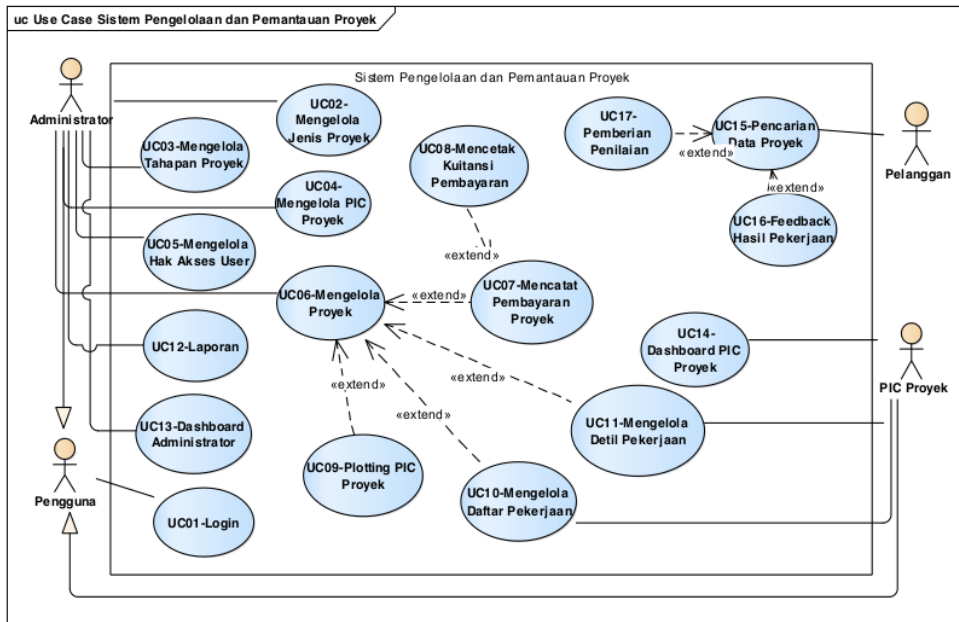 uc Use Case Sistem Pengelolaan dan Pemantauan Proyek
Sistem Pengelolaan dan Pemantauan Proyek
Administrator
UC02-
Mengelola
Jenis Proyek
UC03-Mengelola
Tahapan Proyek
UC04-
Mengelola PIC
Proyek
UC05-Mengelola
Hak Akses User
UC06-Mengelola
Proyek
UC12-Laporan
UC13-Dashboard
Administrator
Pengguna
UC01-Login
UC08-Mencetak
Kuitansi
Pembayaran
«extend»
UC07-Mencatat
Pembayaran
Proyek
«extend»
«extend»
«extend»
«extend»
UC09-Plotting PIC
Proyek
UC10-Mengelola
Daftar Pekerjaan
UC11-Mengelola
Detil Pekerjaan
UC14-
Dashboard PIC
Proyek
PIC Proyek
UC17-
Pemberian
Penilaian
«extend»
UC15-Pencarian
Data Proyek
«extend»
UC16-Feedback
Hasil Pekerjaan
Pelanggan